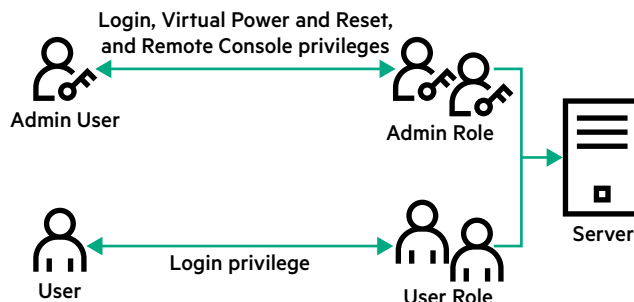 Login, Virtual Power and Reset,
and Remote Console privileges
Admin User
Admin Role
Server
Login privilege
User
User Role